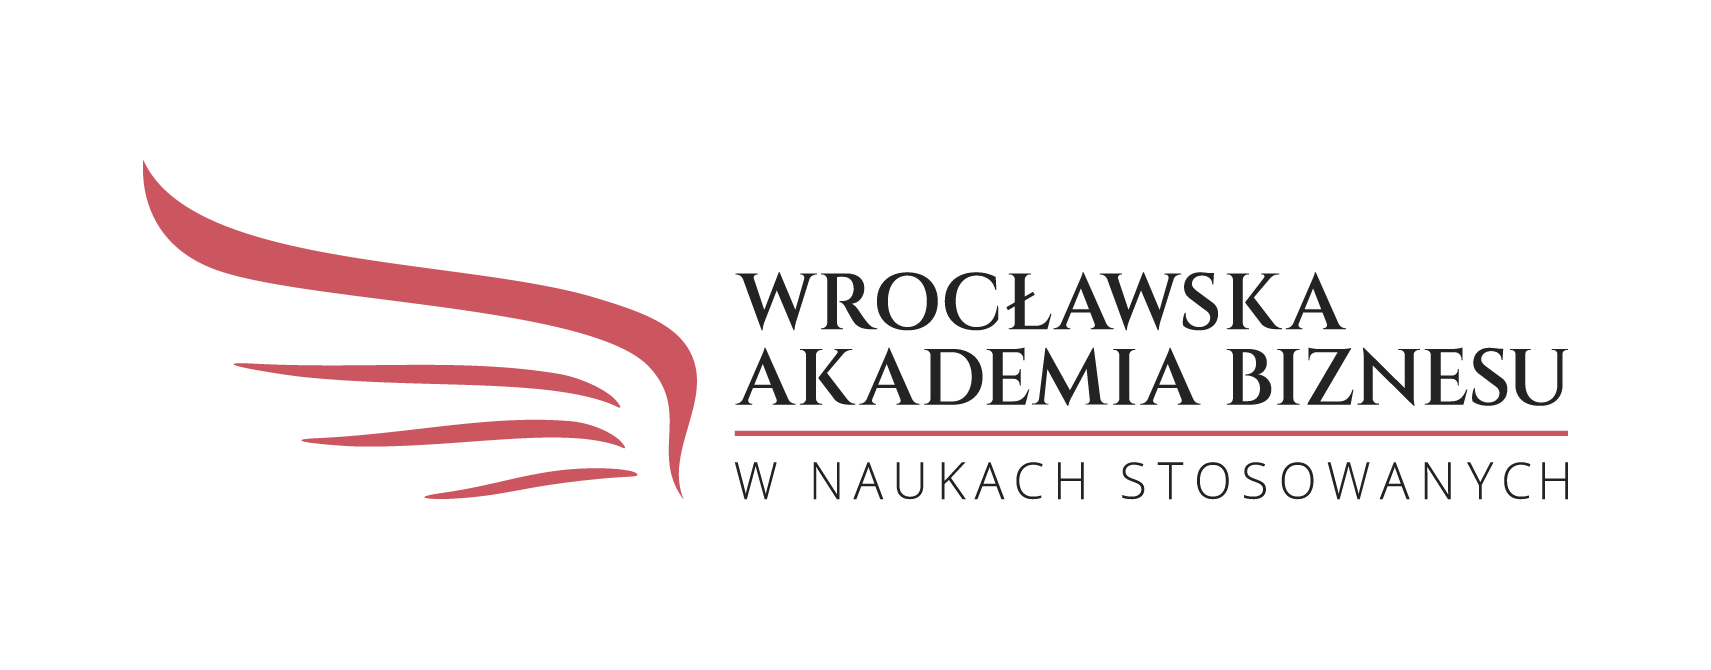 WROCŁAWSKA
AKADEMIA BIZNESU
W NAUKACH STOSOWANYCH